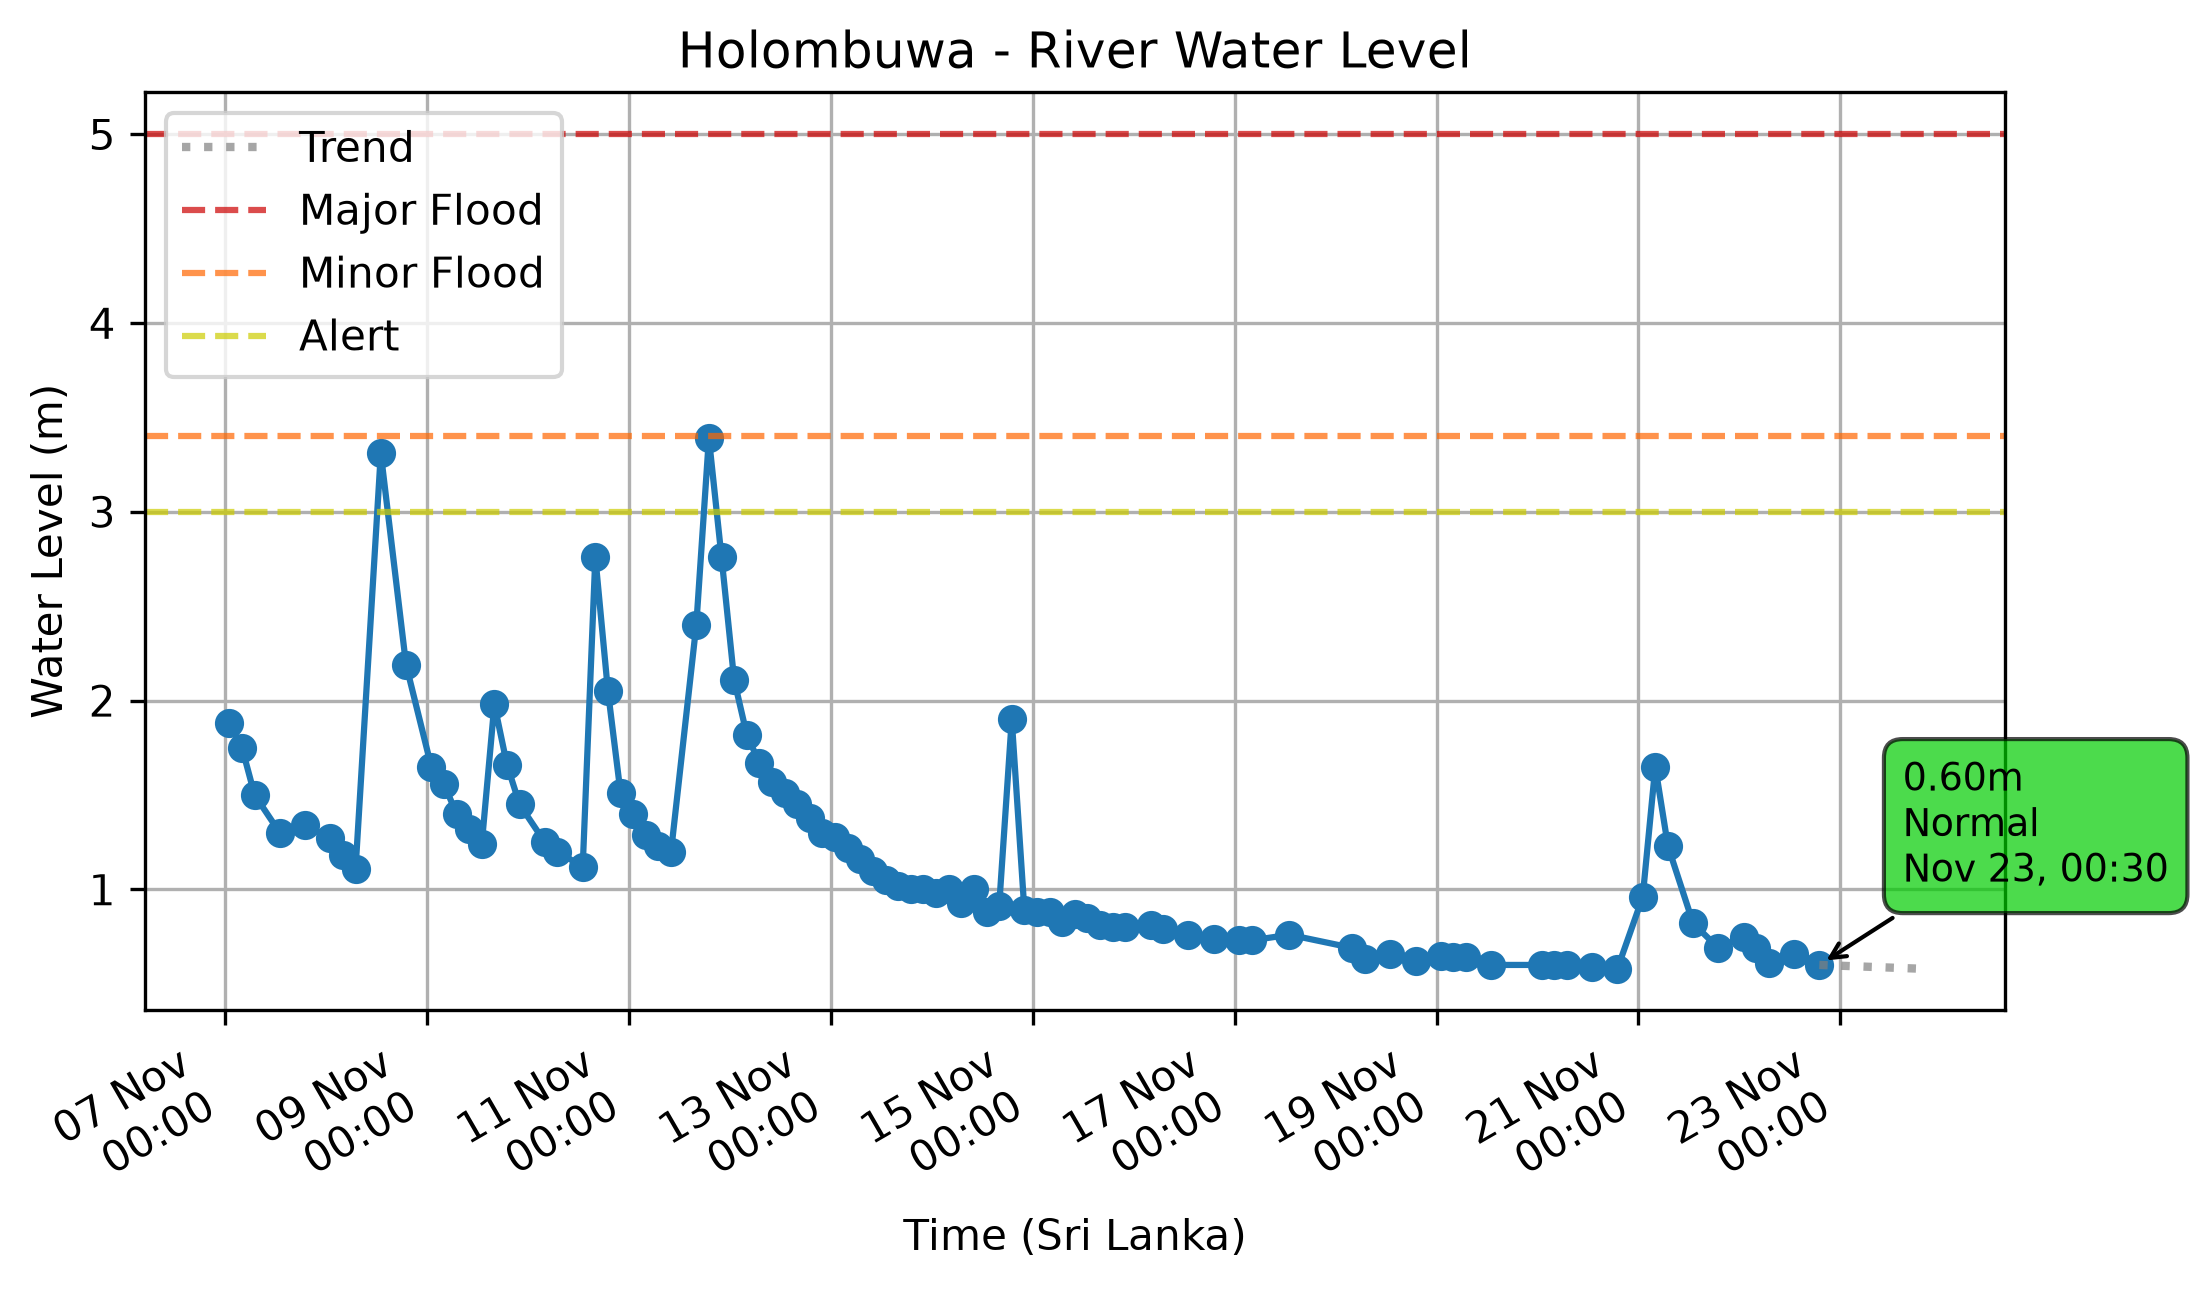 Holombuwa - River Water Level
Trend
Major Flood
Minor Flood
Alert
5
4
3
2
1
Water Level (m)
0.60m
Normal
Nov 23, 00:30
07 Nov
00:00
09 Nov
00:00
11 Nov
00:00
13 Nov
00:00
15 Nov
00:00
17 Nov
00:00
19 Nov
00:00
21 Nov
00:00
23 Nov
00:00
Time (Sri Lanka)